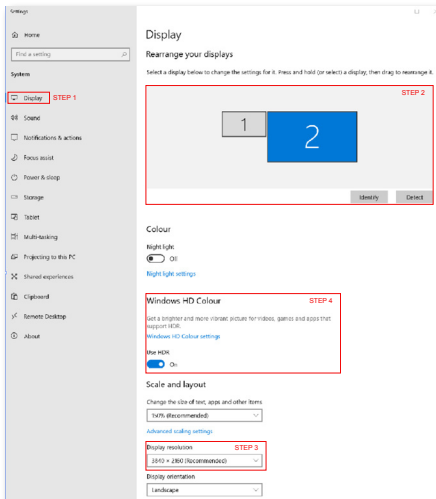 Settings
Home
Find a setting
System
Display
STEP 1
Sound
Notifications & actions
Focus assist
Power & sleep
Storage
Tablet
Multi-tasking
Projecting to this PC
Shared experiences
Clipboard
Remote Desktop
About
Display
Rearrange your displays
Select a display below to change the settings for it. Press and hold (or select) a display, then drag to rearrange it.
STEP 2
1
2
Identify
Detect
Colour
Night light
Off
Night light settings
Windows HD Colour
STEP 4
Get a brighter and more vibrant picture for videos, games and apps that
support HDR.
Windows HD Colour settings
Use HDR
On
Scale and layout
Change the size of text, apps and other items
150% (Recommended)
Advanced scaling settings
Display resolution
STEP 3
3840 × 2160 (Recommended)
Display orientation
Landscape